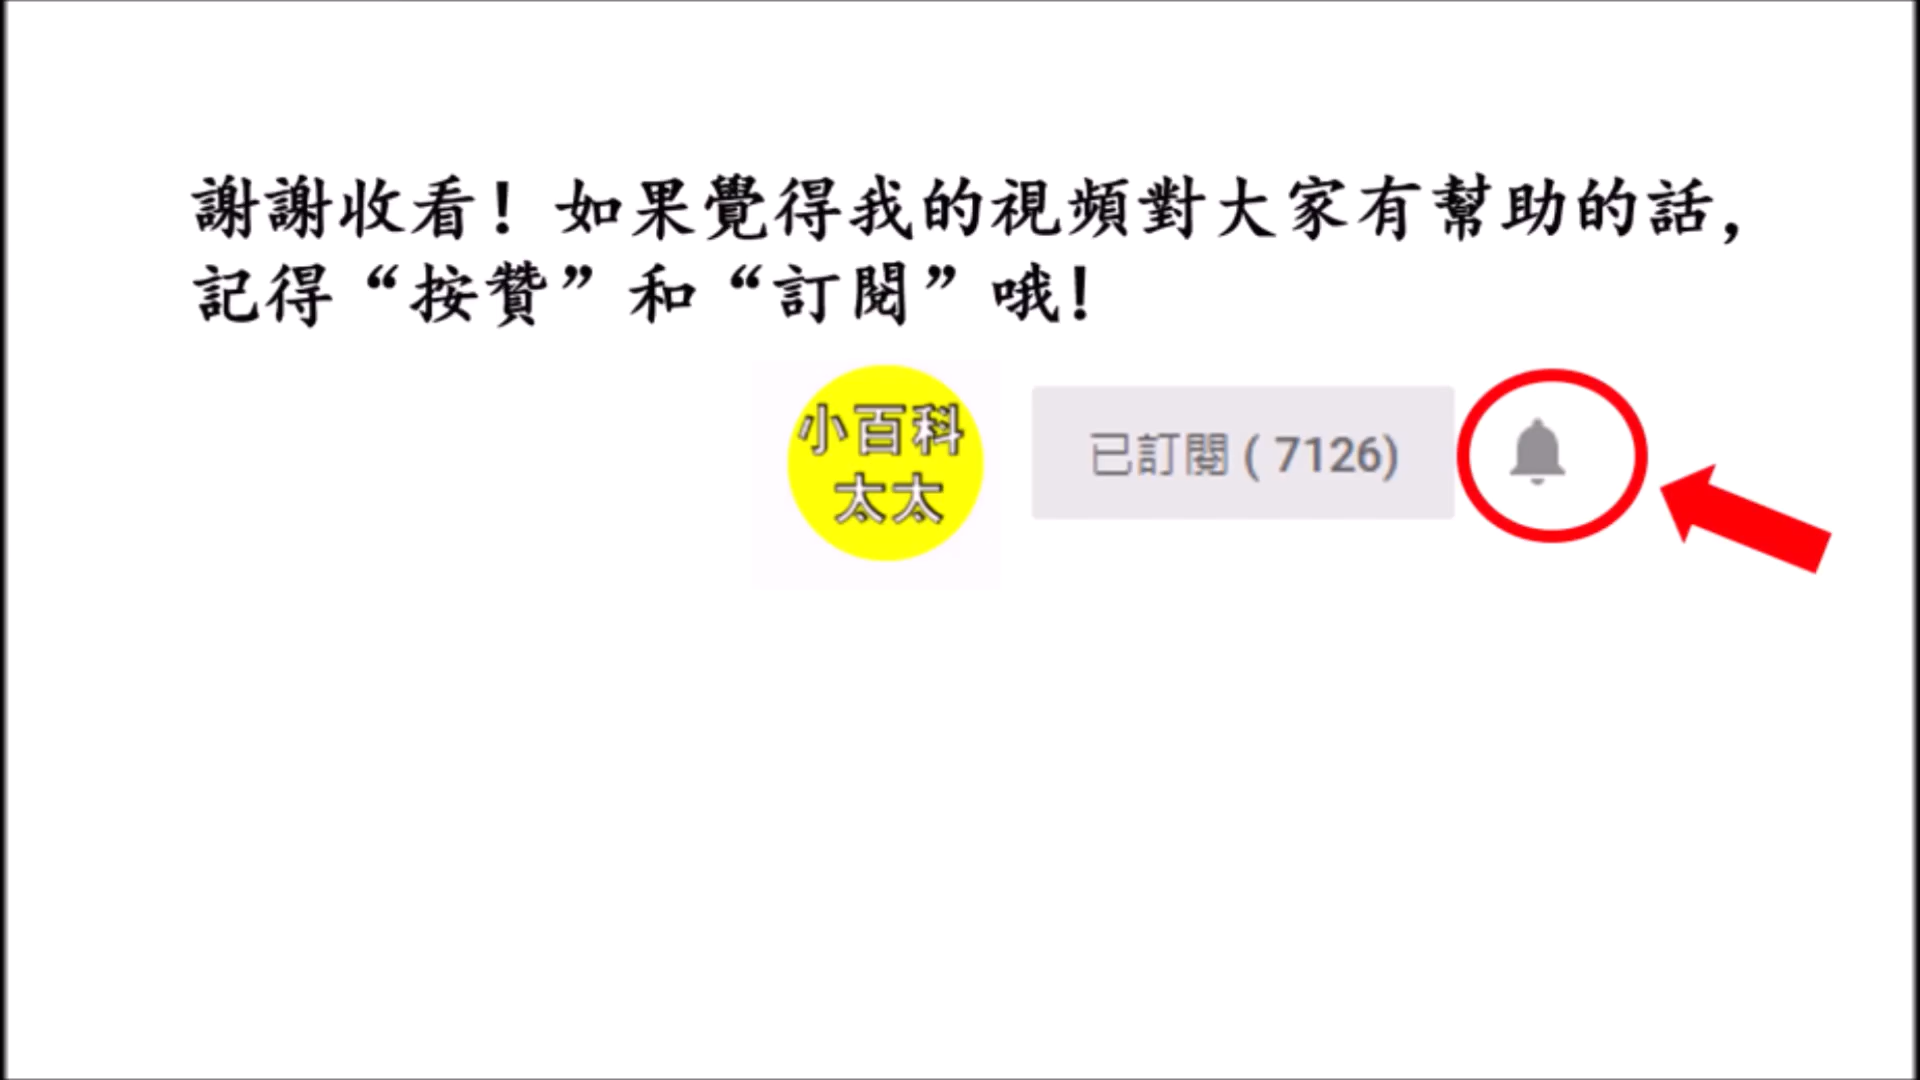 謝謝收看！如果覺得我的視頻對大家有幫助的話，
記得“按贊”和“訂閱”哦！
小百科
太太
已訂閱 ( 7126)